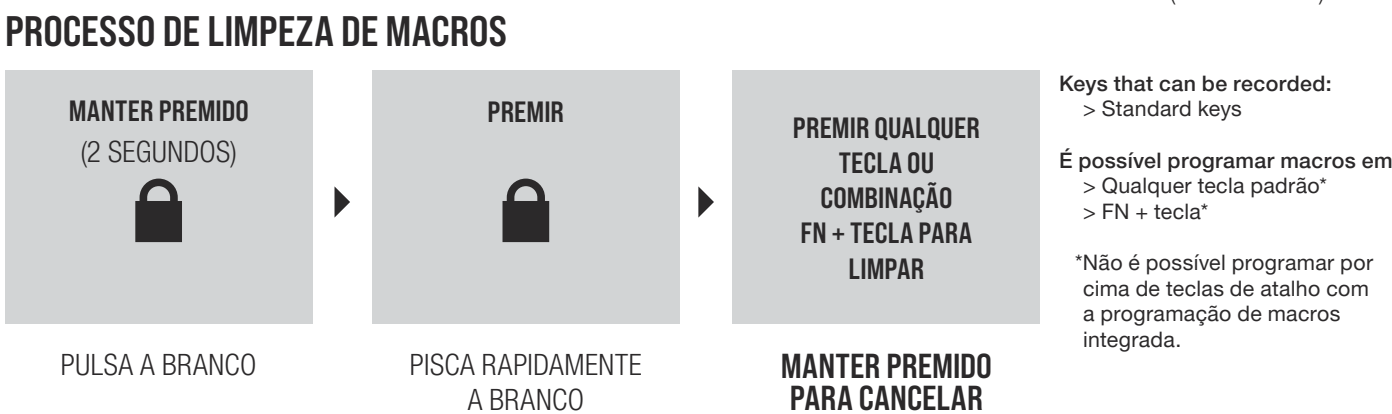 PROCESSO DE LIMPEZA DE MACROS
MANTER PREMIDO
(2 SEGUNDOS)
PULSA A BRANCO
PREMIR
PISCA RAPIDAMENTE
A BRANCO
PREMIR QUALQUER
TECLA OU
COMBINAÇÃO
FN + TECLA PARA
LIMPAR
MANTER PREMIDO
PARA CANCELAR
Keys that can be recorded:
> Standard keys
É possível programar macros em
> Qualquer tecla padrão*
> FN + tecla*
*Não é possível programar por
cima de teclas de atalho com
a programação de macros
integrada.